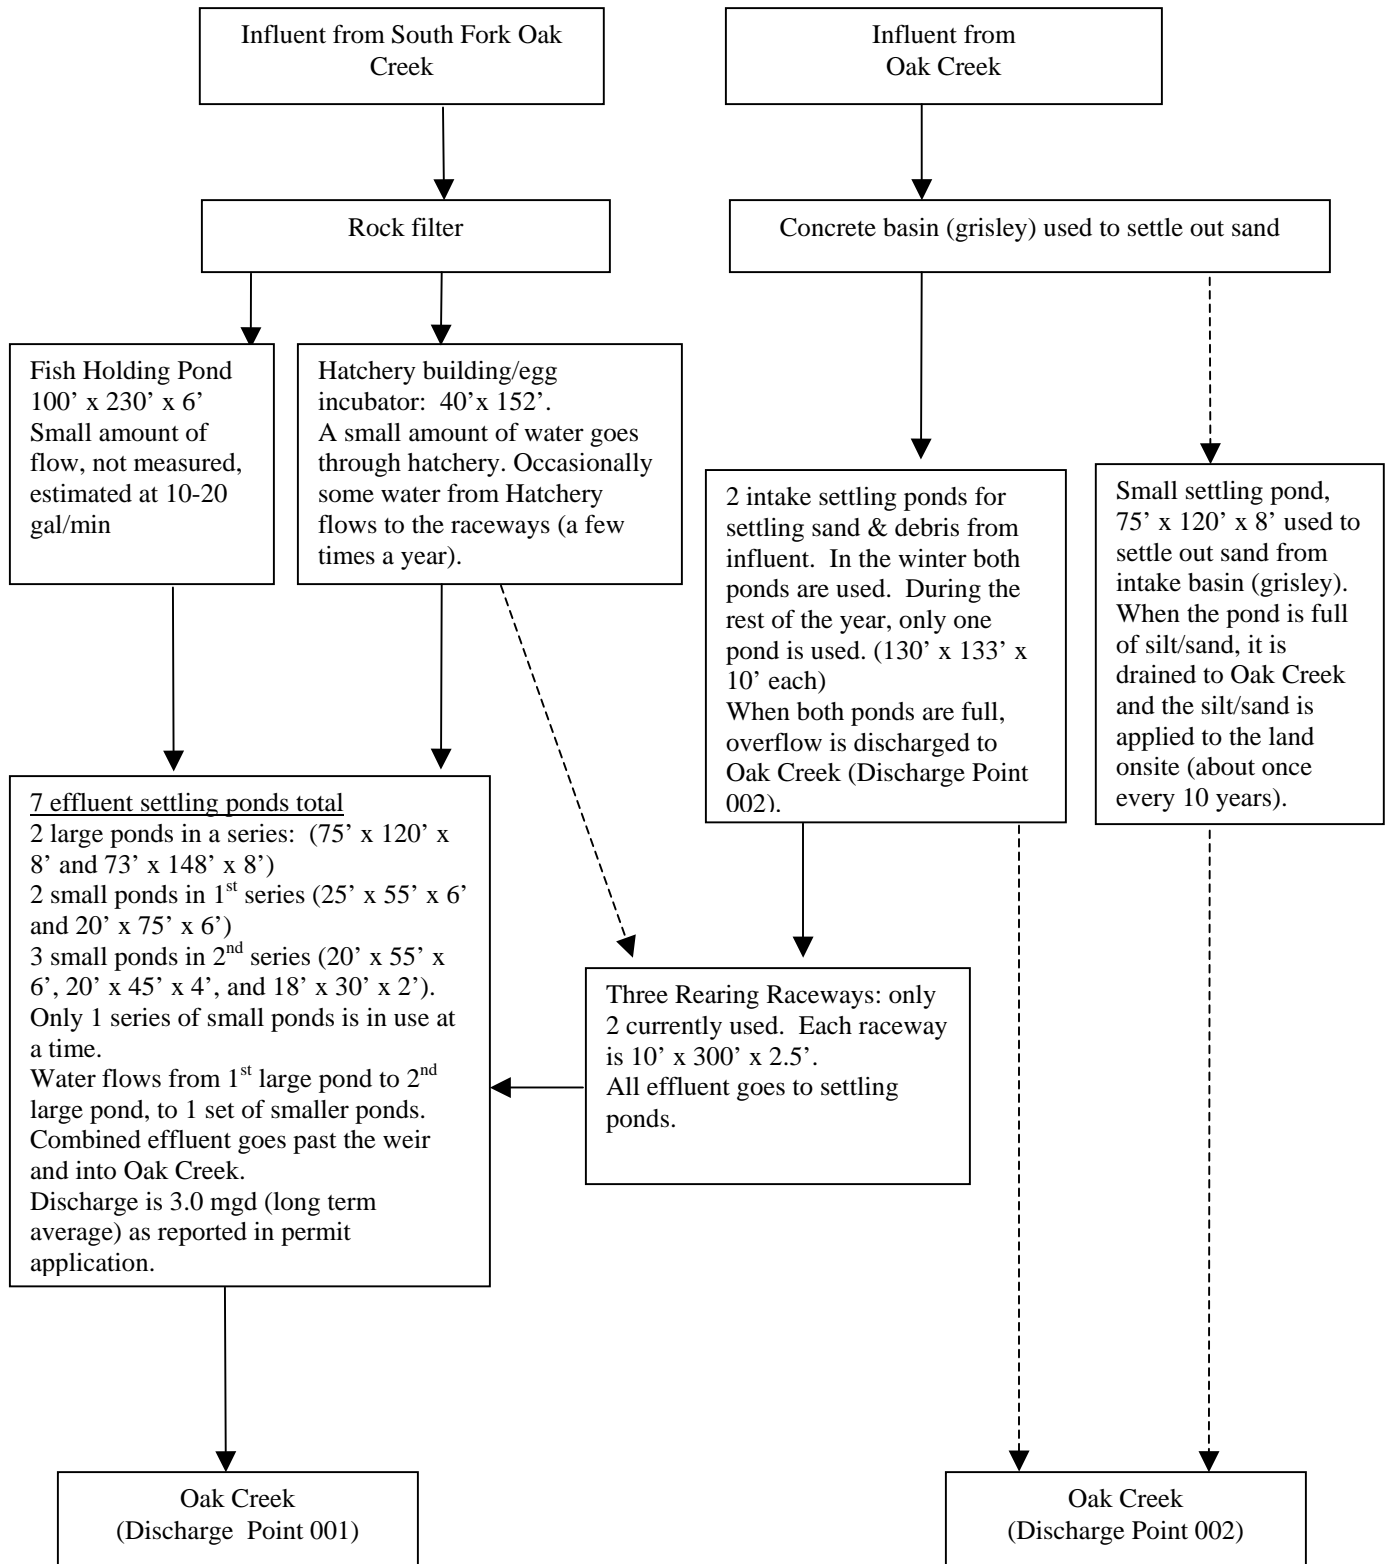 Influent from South Fork Oak
Creek
Influent from
Oak Creek
Rock filter
Concrete basin (grisley) used to settle out sand
Fish Holding Pond
100’ x 230’ x 6’
Small amount of
flow, not measured,
estimated at 10-20
gal/min
Hatchery building/egg
incubator:  40’x 152’.
A small amount of water goes
through hatchery. Occasionally
some water from Hatchery
flows to the raceways (a few
times a year).
2 intake settling ponds for
settling sand & debris from
influent.  In the winter both
ponds are used.  During the
rest of the year, only one
pond is used. (130’ x 133’ x
10’ each)
When both ponds are full,
overflow is discharged to
Oak Creek (Discharge Point
002).
Small settling pond,
75’ x 120’ x 8’ used to
settle out sand from
intake basin (grisley).
When the pond is full
of silt/sand, it is
drained to Oak Creek
and the silt/sand is
applied to the land
onsite (about once
every 10 years).
7 effluent settling ponds total
2 large ponds in a series:  (75’ x 120’ x
8’ and 73’ x 148’ x 8’)
2 small ponds in 1st series (25’ x 55’ x 6’
and 20’ x 75’ x 6’)
3 small ponds in 2nd series (20’ x 55’ x
6’, 20’ x 45’ x 4’, and 18’ x 30’ x 2’).
Only 1 series of small ponds is in use at
a time.
Water flows from 1st large pond to 2nd
large pond, to 1 set of smaller ponds.
Combined effluent goes past the weir
and into Oak Creek.
Discharge is 3.0 mgd (long term
average) as reported in permit
application.
Three Rearing Raceways: only
2 currently used.  Each raceway
is 10’ x 300’ x 2.5’.
All effluent goes to settling
ponds.
Oak Creek
(Discharge  Point 001)
Oak Creek
(Discharge Point 002)